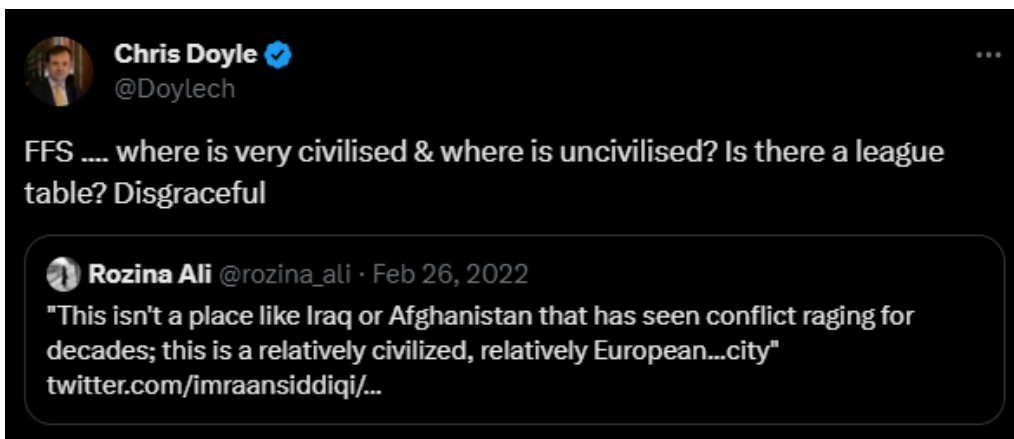 Chris Doyle
@Doylech
FFS .... where is very civilised & where is uncivilised? Is there a league
table? Disgraceful
Rozina Ali @rozina_ali · Feb 26, 2022
"This isn't a place like Iraq or Afghanistan that has seen conflict raging for
decades; this is a relatively civilized, relatively European...city"
twitter.com/imraansiddiqi/...